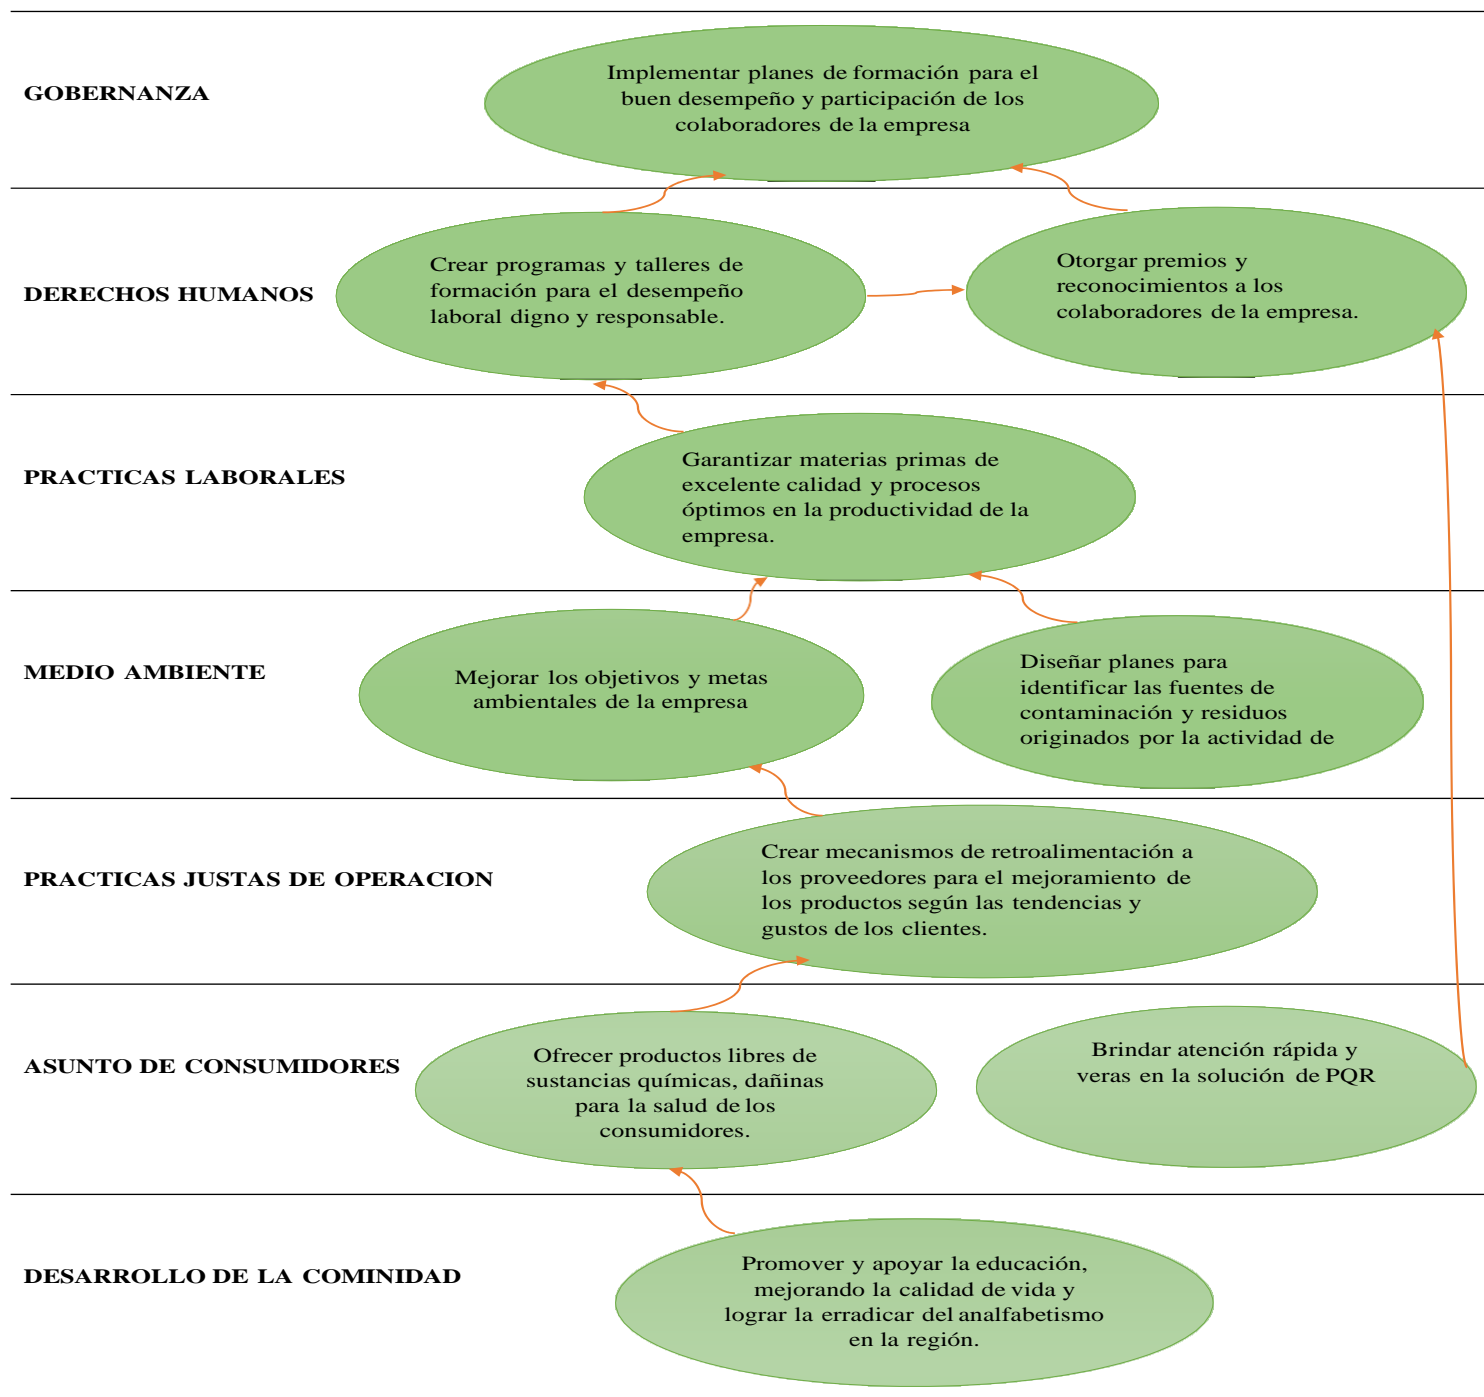 GOBERNANZA
Implementar planes de formación para el
buen desempeño y participación de los
colaboradores de la empresa
DERECHOS HUMANOS
Crear programas y talleres de
formación para el desempeño
laboral digno y responsable.
Otorgar premios y
reconocimientos a los
colaboradores de la empresa.
PRACTICAS LABORALES
Garantizar materias primas de
excelente calidad y procesos
óptimos en la productividad de la
empresa.
MEDIO AMBIENTE
Mejorar los objetivos y metas
ambientales de la empresa
Diseñar planes para
identificar las fuentes de
contaminación y residuos
originados por la actividad de
PRACTICAS JUSTAS DE OPERACION
Crear mecanismos de retroalimentación a
los proveedores para el mejoramiento de
los productos según las tendencias y
gustos de los clientes.
ASUNTO DE CONSUMIDORES
Ofrecer productos libres de
sustancias químicas, dañinas
para la salud de los
consumidores.
Brindar atención rápida y
veras en la solución de PQR
DESARROLLO DE LA COMINIDAD
Promover y apoyar la educación,
mejorando la calidad de vida y
lograr la erradicar del analfabetismo
en la región.